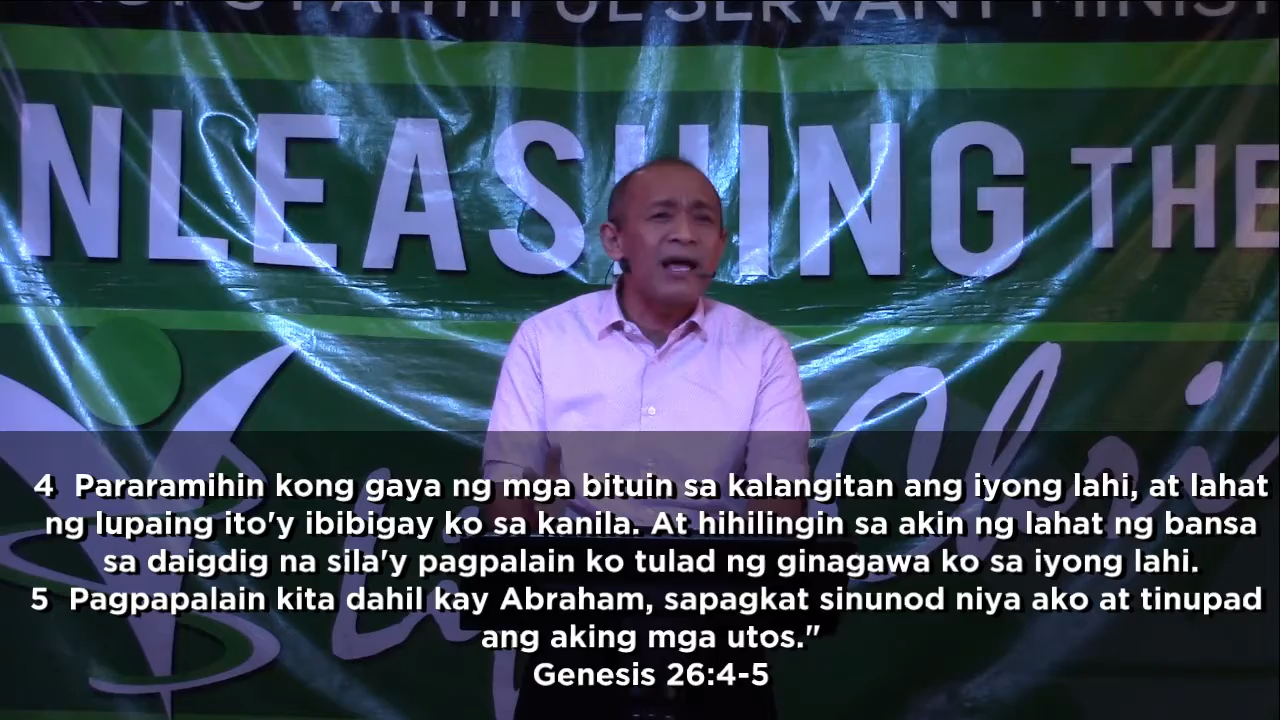 FAITHFUL SERVANT MINIST
NLEASHING THE
4 Pararamihin kong gaya ng mga bituin sa kalangitan ang iyong lahi, at lahat
ng lupaing ito'y ibibigay ko sa kanila. At hihilingin sa akin ng lahat ng bansa
sa daigdig na sila'y pagpalain ko tulad ng ginagawa ko sa iyong lahi.
5 Pagpapalain kita dahil kay Abraham, sapagkat sinunod niya ako at tinupad
ang aking mga utos."
Genesis 26:4-5